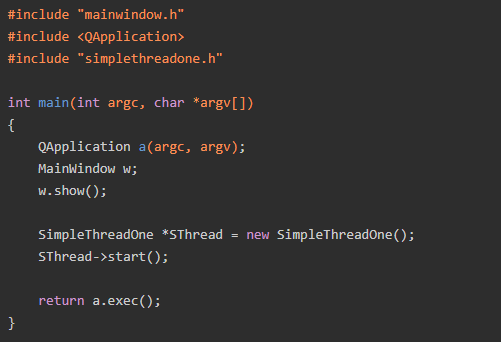 #include "mainwindow.h"
#include <QApplication>
#include "simplethreadone.h"

int main(int argc, char *argv[])
{
    QApplication a(argc, argv);
    MainWindow w;
    w.show();

    SimpleThreadOne *SThread = new SimpleThreadOne();
    SThread->start();

    return a.exec();
}